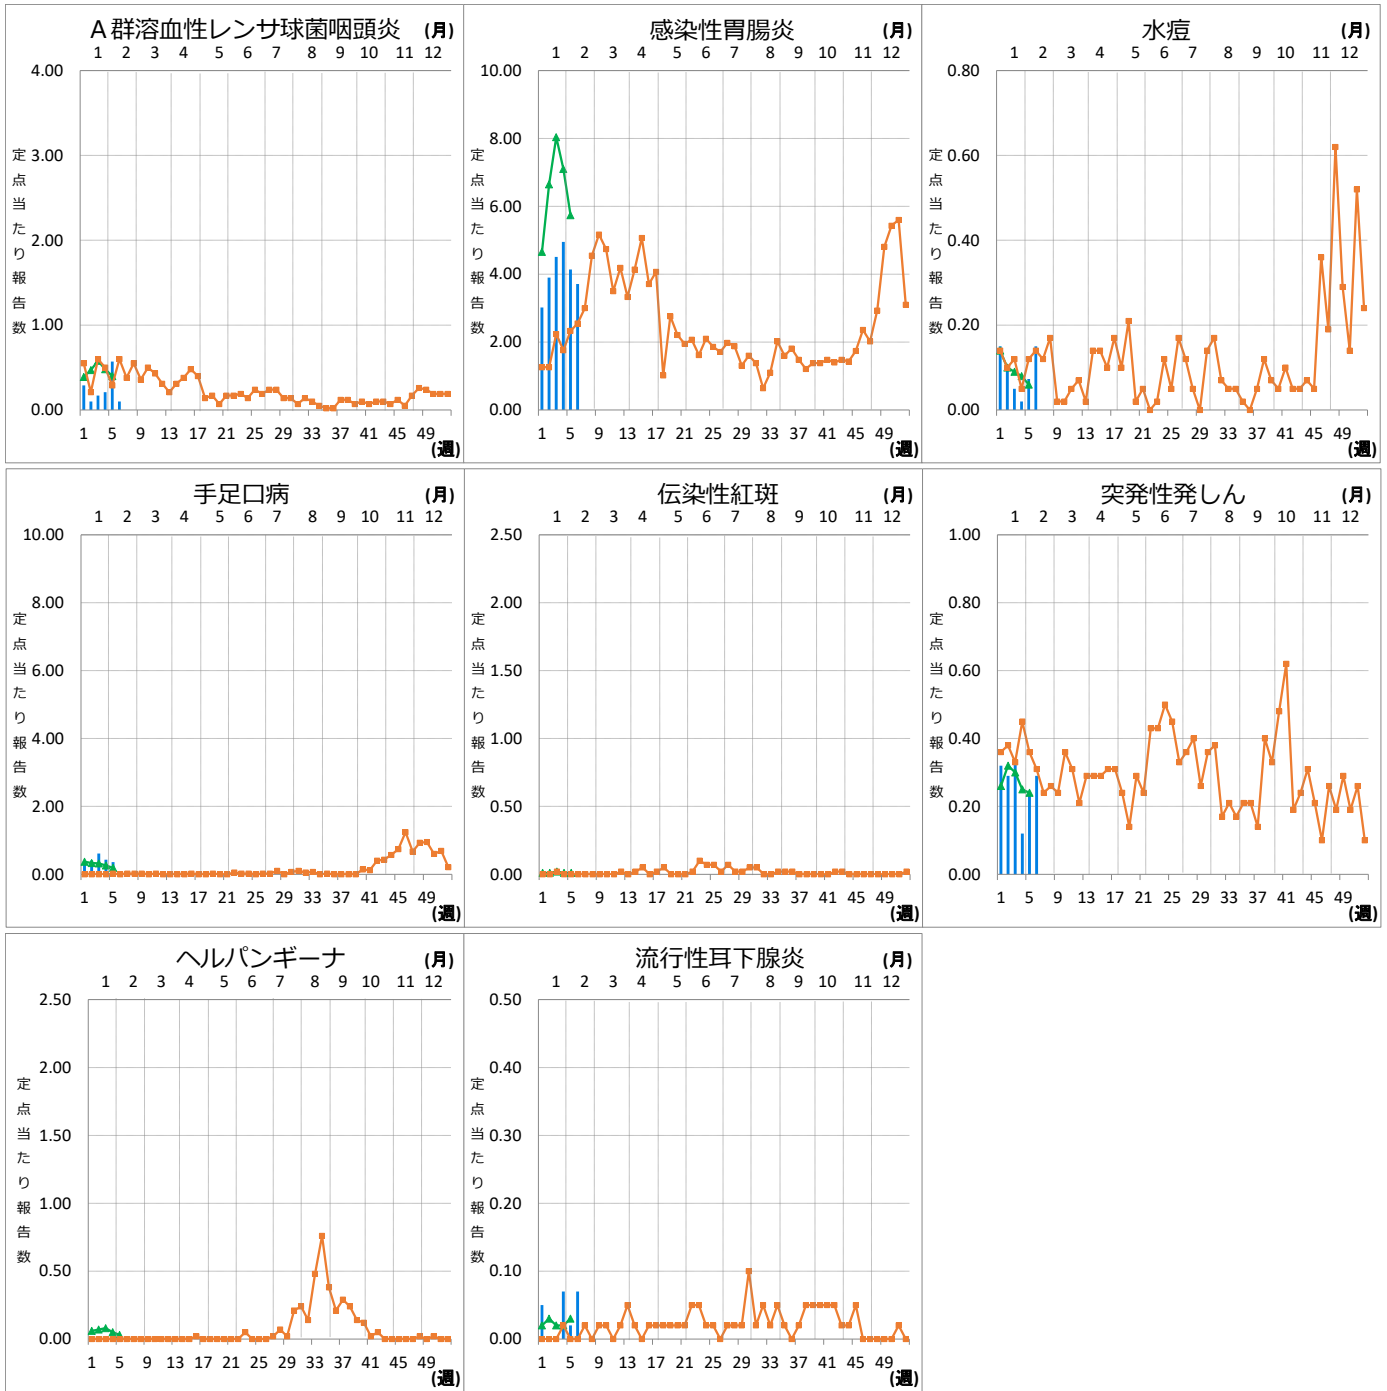 A群溶血性レンサ球菌咽頭炎 (月)
1 2 3 4 5 6 7 8 9 10 11 12
4.00
3.00
2.00
1.00
0.00
定点当たり報告数
1 5 9 13 17 21 25 29 33 37 41 45 49
(週)
感染性胃腸炎 (月)
1 2 3 4 5 6 7 8 9 10 11 12
10.00
8.00
6.00
4.00
2.00
0.00
定点当たり報告数
1 5 9 13 17 21 25 29 33 37 41 45 49
(週)
水痘 (月)
1 2 3 4 5 6 7 8 9 10 11 12
0.80
0.60
0.40
0.20
0.00
定点当たり報告数
1 5 9 13 17 21 25 29 33 37 41 45 49
(週)
手足口病 (月)
1 2 3 4 5 6 7 8 9 10 11 12
10.00
8.00
6.00
4.00
2.00
0.00
定点当たり報告数
1 5 9 13 17 21 25 29 33 37 41 45 49
(週)
伝染性紅斑 (月)
1 2 3 4 5 6 7 8 9 10 11 12
2.50
2.00
1.50
1.00
0.50
0.00
定点当たり報告数
1 5 9 13 17 21 25 29 33 37 41 45 49
(週)
突発性発しん (月)
1 2 3 4 5 6 7 8 9 10 11 12
1.00
0.80
0.60
0.40
0.20
0.00
定点当たり報告数
1 5 9 13 17 21 25 29 33 37 41 45 49
(週)
ヘルパンギーナ (月)
1 2 3 4 5 6 7 8 9 10 11 12
2.50
2.00
1.50
1.00
0.50
0.00
定点当たり報告数
1 5 9 13 17 21 25 29 33 37 41 45 49
(週)
流行性耳下腺炎 (月)
1 2 3 4 5 6 7 8 9 10 11 12
0.50
0.40
0.30
0.20
0.10
0.00
定点当たり報告数
1 5 9 13 17 21 25 29 33 37 41 45 49
(週)